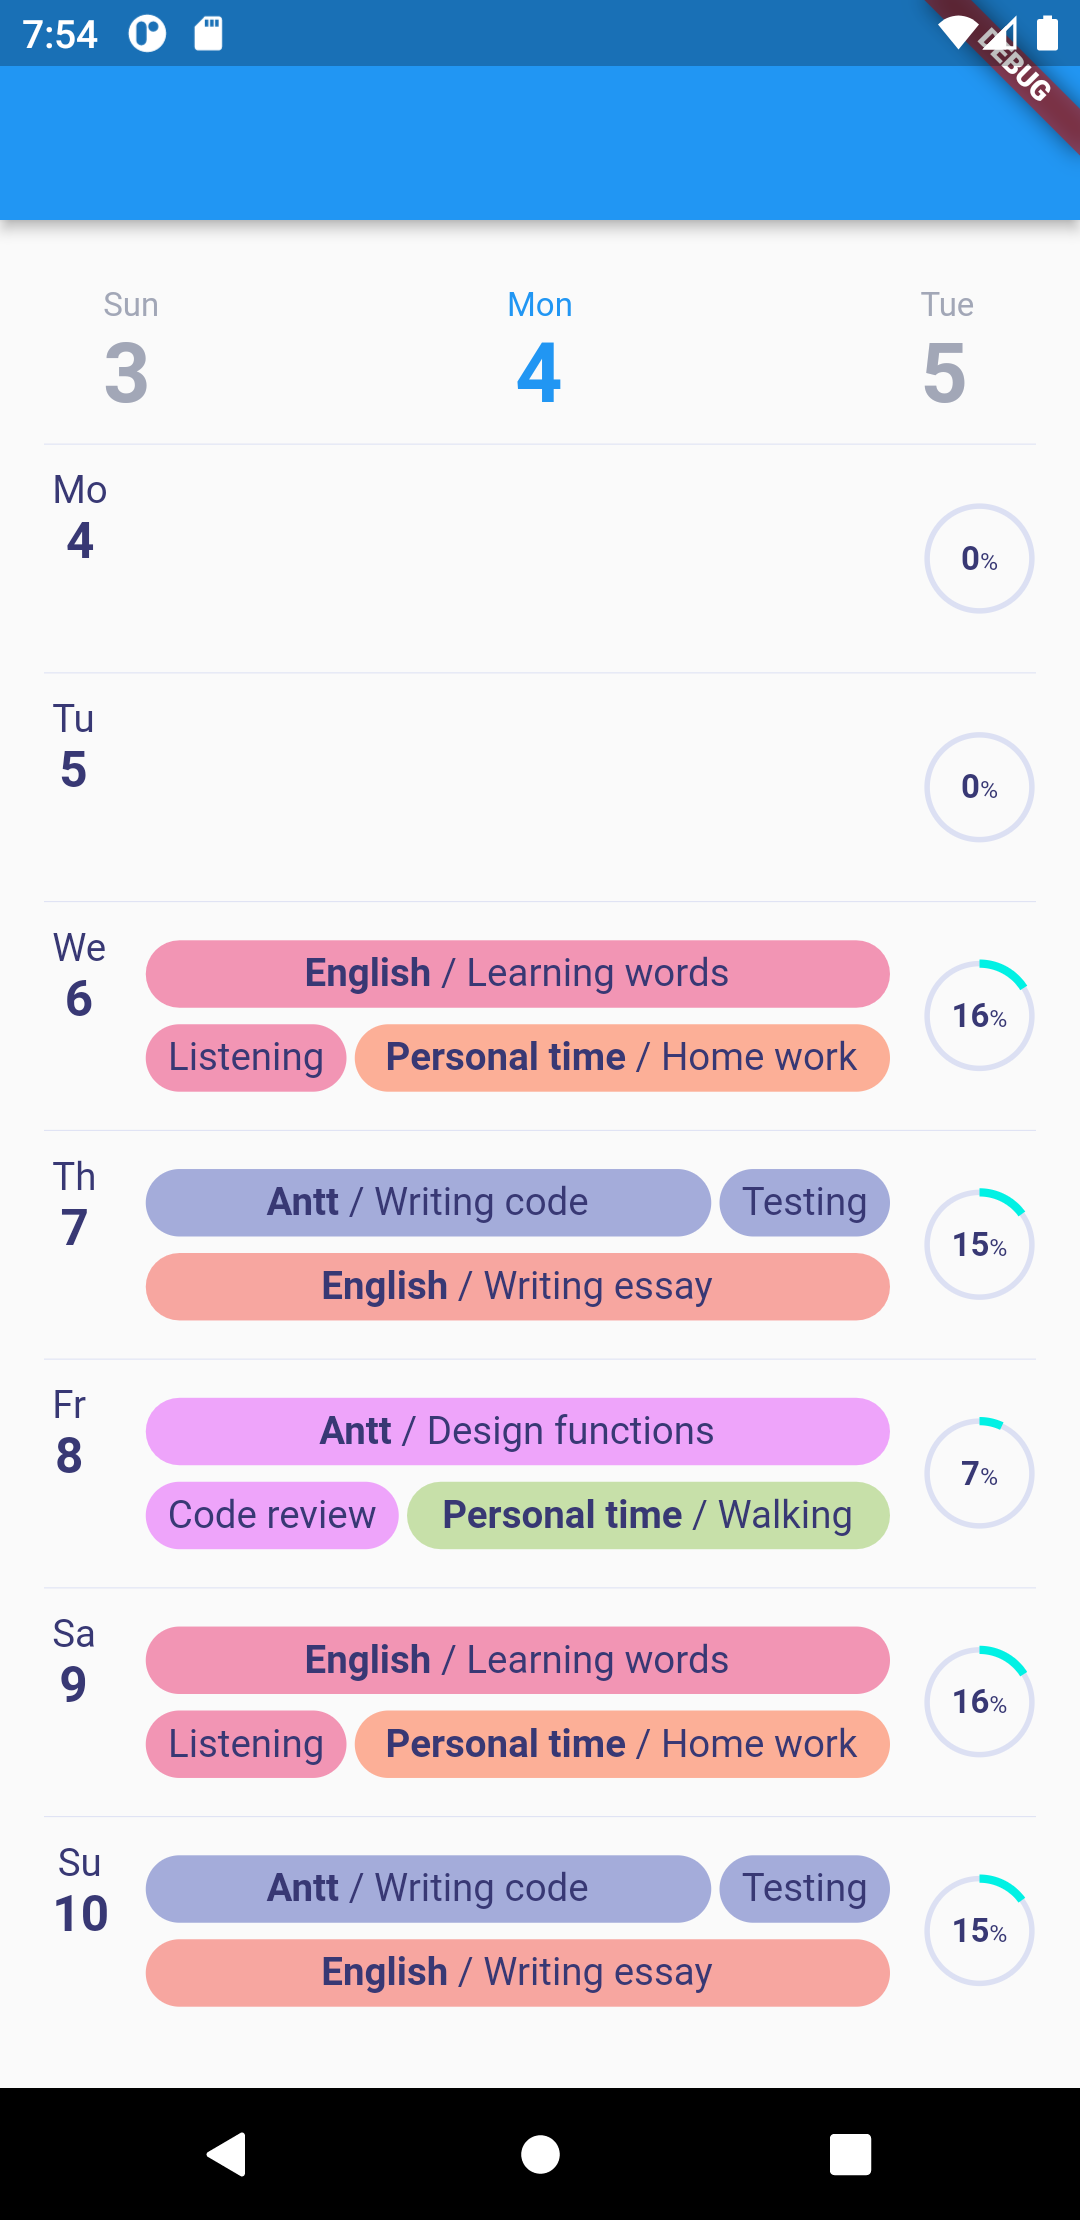 7:54
DEBUG
Sun Mon Tue
3 4 5
Mo
4
0%
Tu
5
0%
We
6
English / Learning words
Listening Personal time / Home work
16%
Th
7
Antt / Writing code Testing
English / Writing essay
15%
Fr
8
Antt / Design functions
Code review Personal time / Walking
7%
Sa
9
English / Learning words
Listening Personal time / Home work
16%
Su
10
Antt / Writing code Testing
English / Writing essay
15%